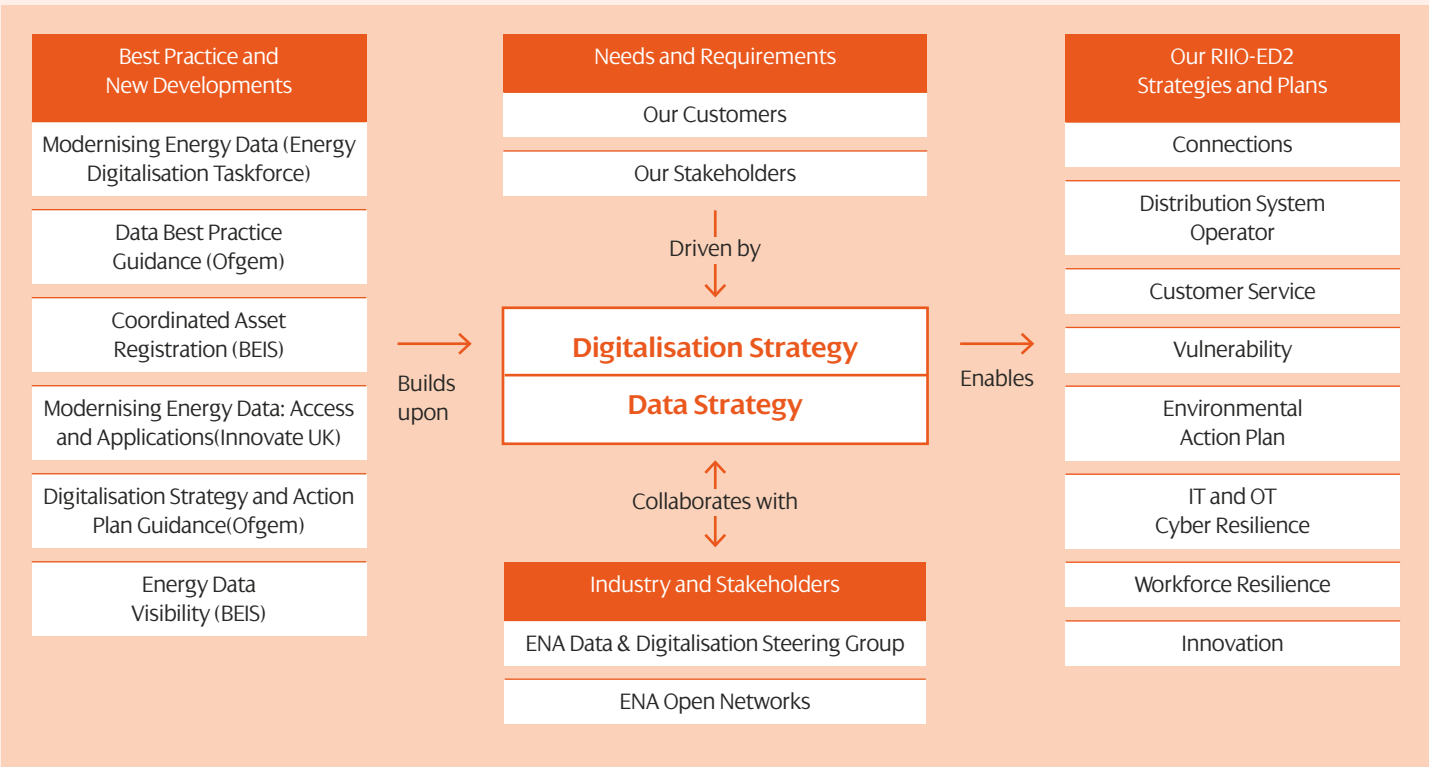 Best Practice and
New Developments
Modernising Energy Data (Energy
Digitalisation Taskforce)
Data Best Practice
Guidance (Ofgem)
Coordinated Asset
Registration (BEIS)
Modernising Energy Data: Access
and Applications(Innovate UK)
Digitalisation Strategy and Action
Plan Guidance(Ofgem)
Energy Data
Visibility (BEIS)
Builds
upon
Needs and Requirements
Our Customers
Our Stakeholders
Driven by
Digitalisation Strategy
Data Strategy
Collaborates with
Industry and Stakeholders
ENA Data & Digitalisation Steering Group
ENA Open Networks
Enables
Our RIIO-ED2
Strategies and Plans
Connections
Distribution System
Operator
Customer Service
Vulnerability
Environmental
Action Plan
IT and OT
Cyber Resilience
Workforce Resilience
Innovation